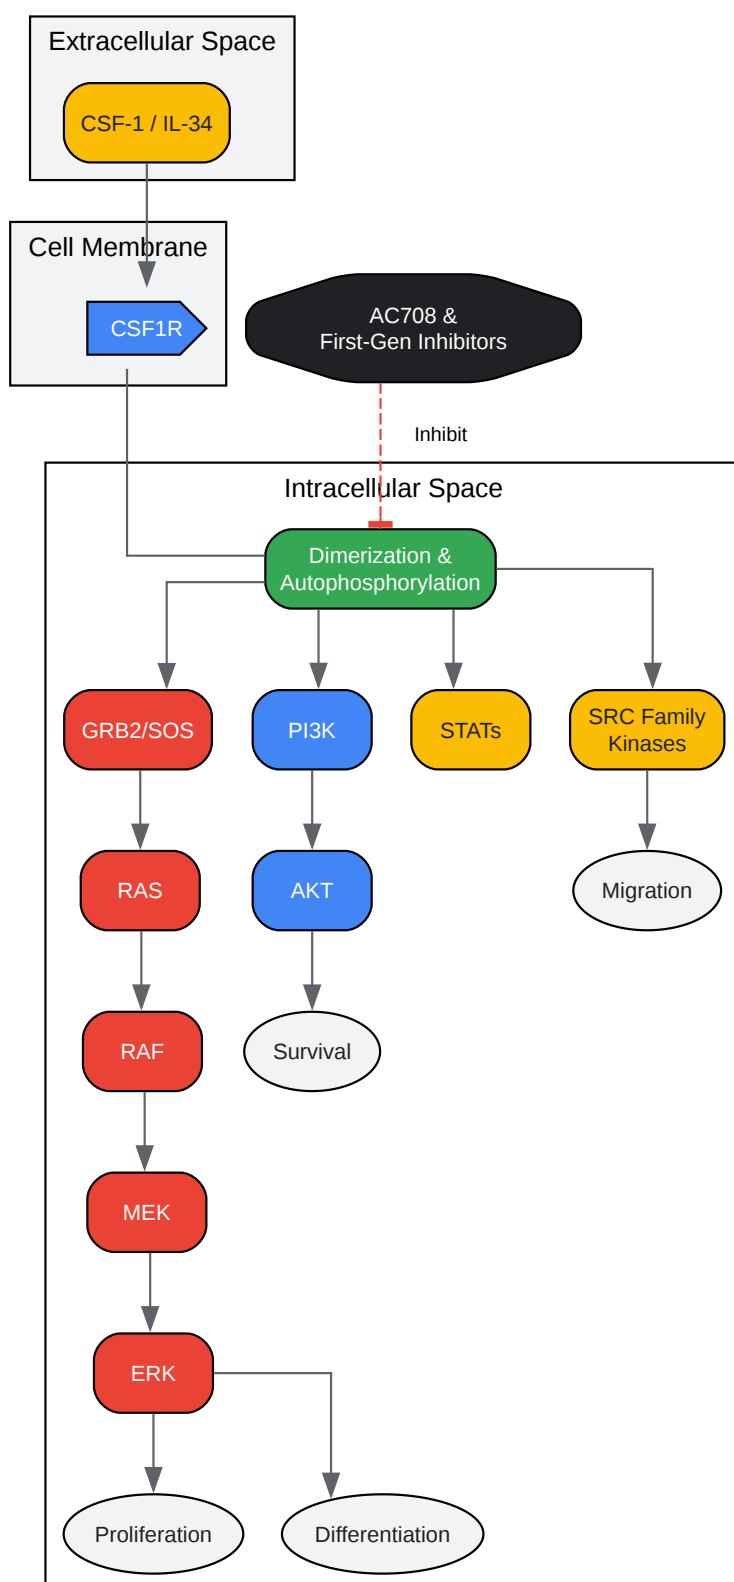 Extracellular Space
CSF-1 / IL-34
Cell Membrane
CSF1R
AC708 &
First-Gen Inhibitors
Inhibit
Intracellular Space
Dimerization &
Autophosphorylation
GRB2/SOS
PI3K
STATs
SRC Family
Kinases
RAS
AKT
Migration
RAF
Survival
MEK
ERK
Proliferation
Differentiation